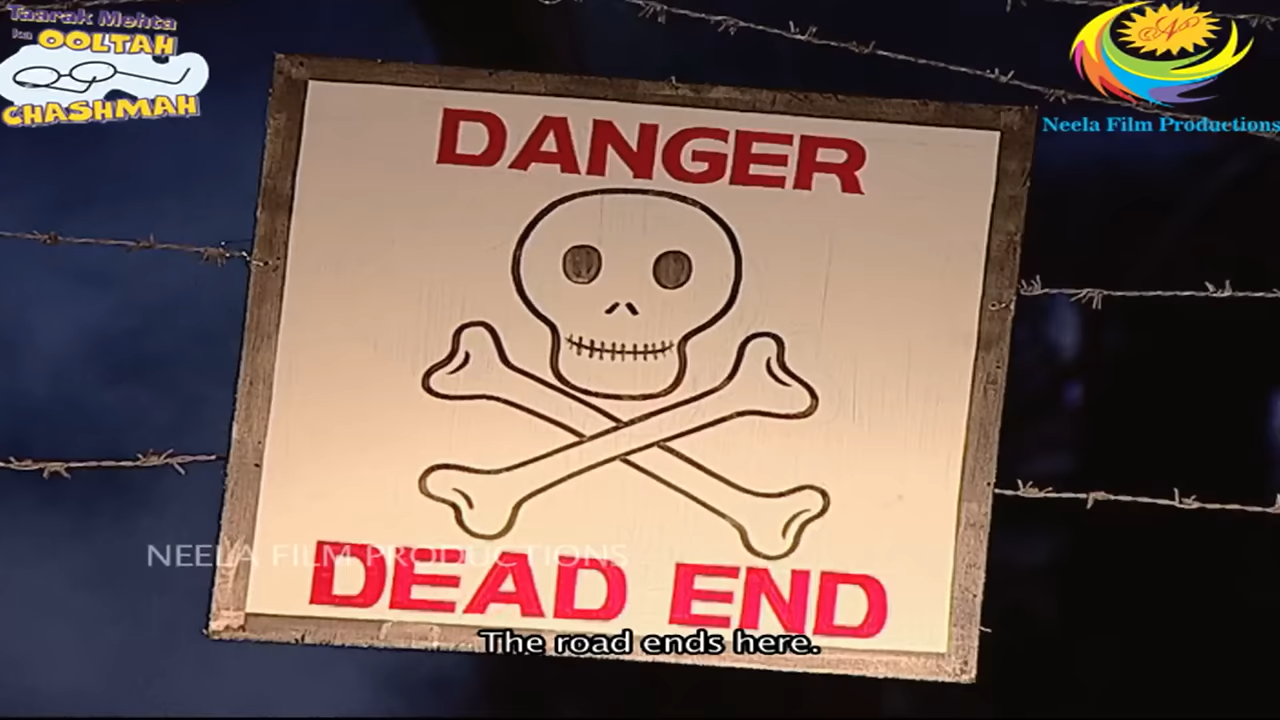 Taarak Mehta
ka OOLTAH
CHASHMAH
Neela Film Productions
DANGER
NEELA FILM PRODUCTIONS
DEAD END
The road ends here.